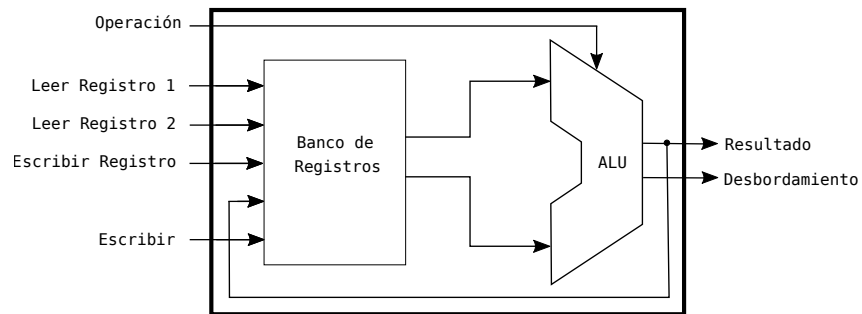 Operación
Leer Registro 1
Leer Registro 2
Escribir Registro
Escribir
Banco de
Registros
ALU
Resultado
Desbordamiento